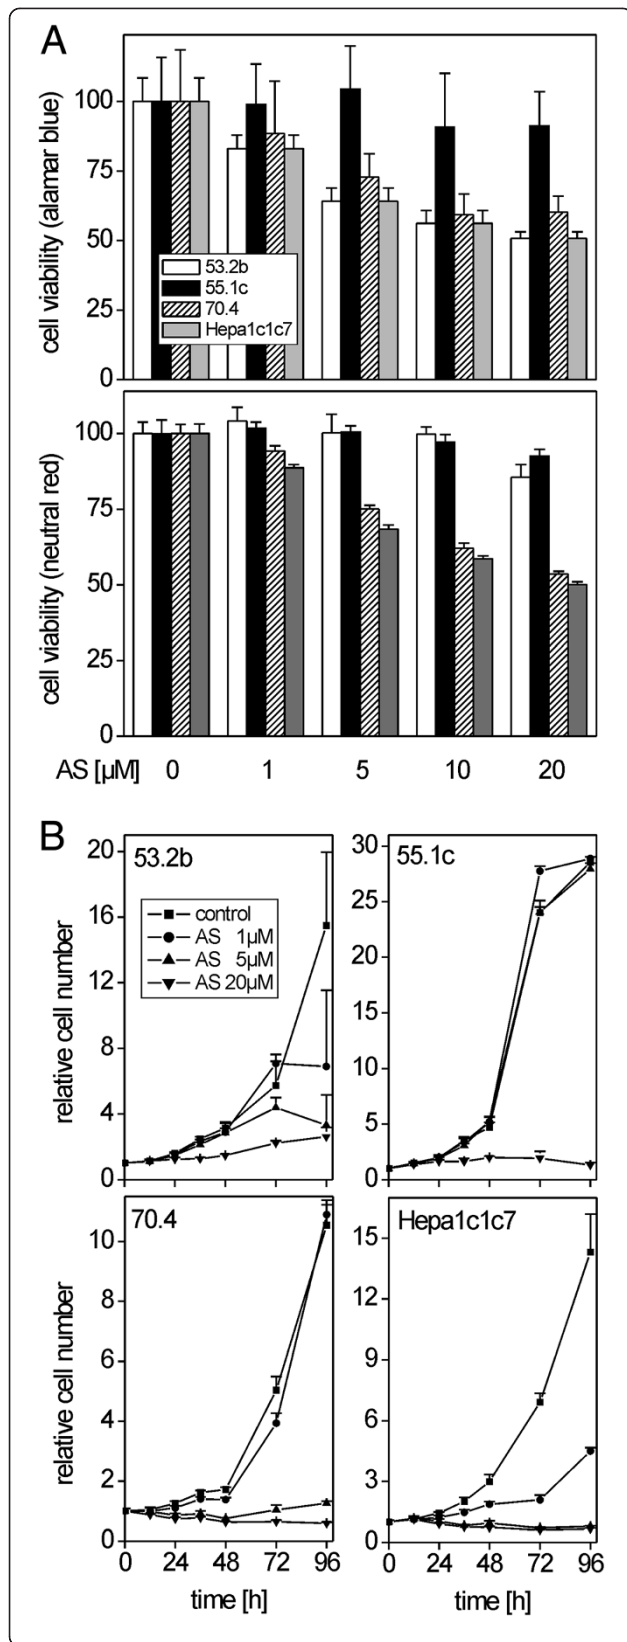 A
cell viability (alamar blue)
100
75
50
25
0
53.2b
55.1c
70.4
Hepa1c1c7
cell viability (neutral red)
100
75
50
25
0
AS [µM] 0 1 5 10 20
B
relative cell number
20
16
12
8
4
0
53.2b
control
AS 1µM
AS 5µM
AS 20µM
30
25
20
15
10
5
0
55.1c
relative cell number
10
8
6
4
2
0
70.4
0 24 48 72 96
time [h]
15
12
9
6
3
0
Hepa1c1c7
0 24 48 72 96
time [h]